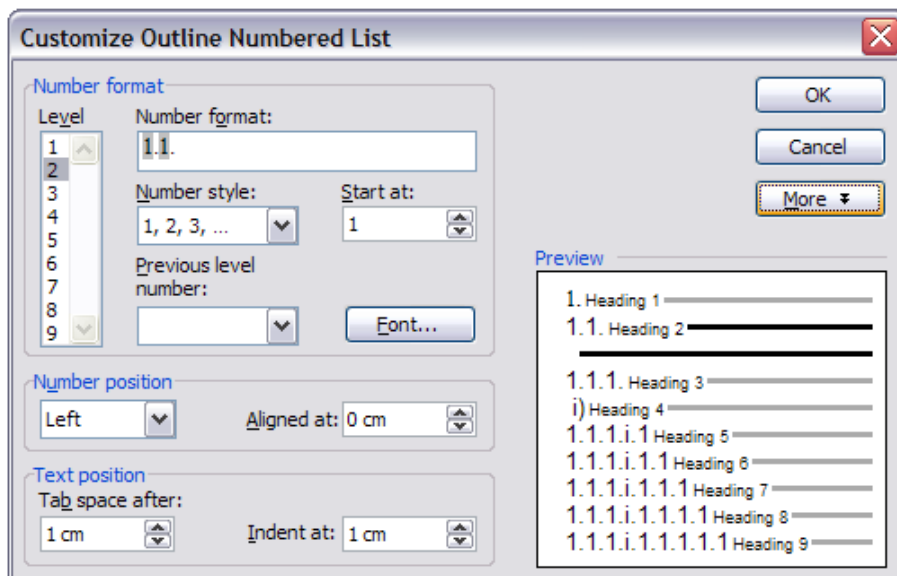 Customize Outline Numbered List
Number format
Level
1
2
3
4
5
6
7
8
9
Number format:
1.1.
Number style:
1, 2, 3, ...
Start at:
1
Previous level
number:
Font...
Number position
Left
Aligned at: 0 cm
Text position
Tab space after:
1 cm
Indent at: 1 cm
OK
Cancel
More
Preview
1. Heading 1
1.1. Heading 2
1.1.1. Heading 3
i) Heading 4
1.1.1.i.1 Heading 5
1.1.1.i.1.1 Heading 6
1.1.1.i.1.1.1 Heading 7
1.1.1.i.1.1.1.1 Heading 8
1.1.1.i.1.1.1.1.1 Heading 9